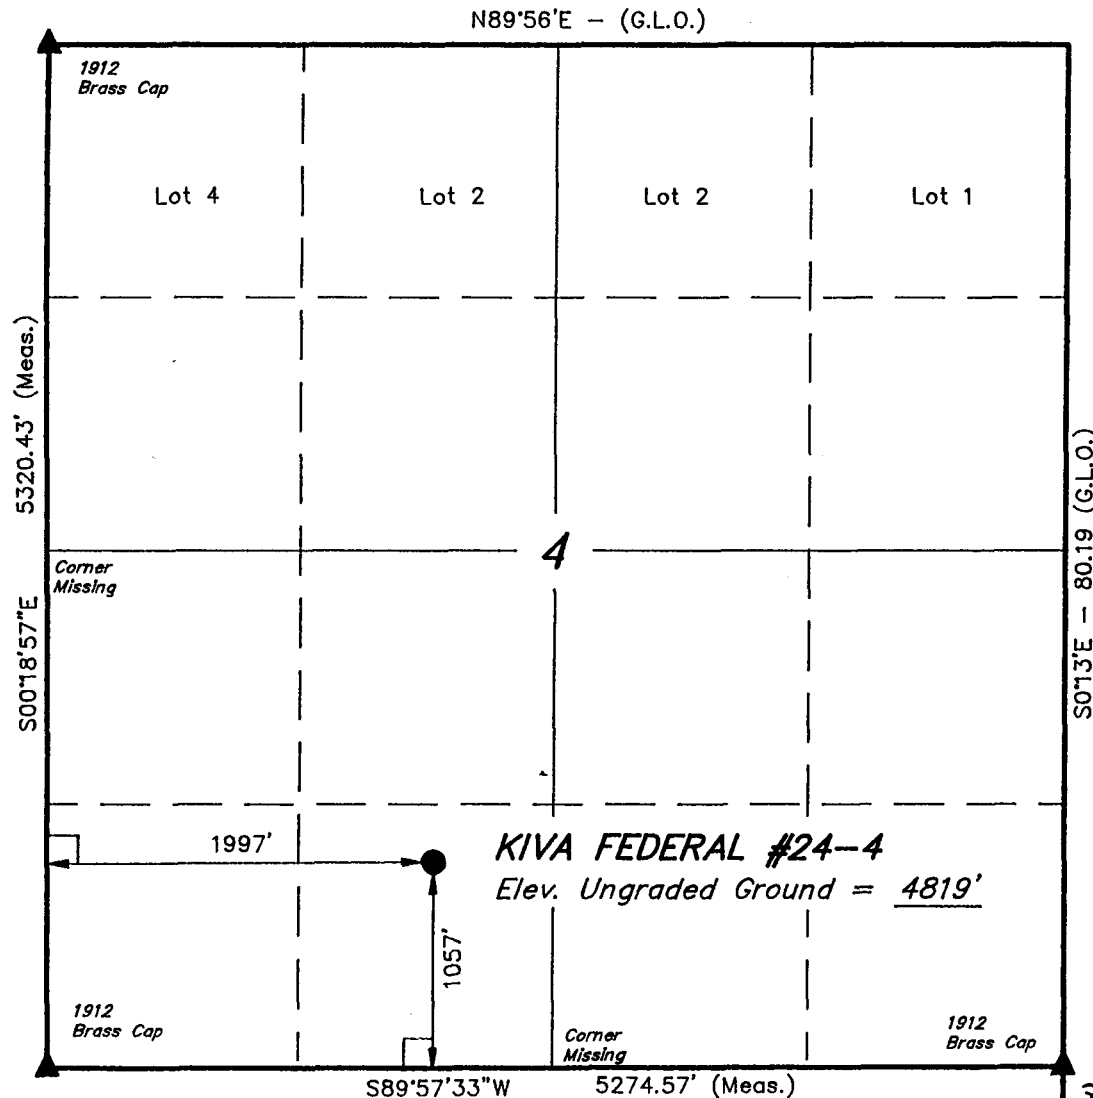 N89°56'E – (G.L.O.)
1912
Brass Cap
Lot 4
Lot 2
Lot 2
Lot 1
5320.43' (Meas.)
S00°18'57"E
S0°13'E – 80.19 (G.L.O.)
4
Corner
Missing
1997'
KIVA FEDERAL #24–4
Elev. Ungraded Ground = 4819'
1057'
1912
Brass Cap
Corner
Missing
1912
Brass Cap
S89°57'33"W
5274.57' (Meas.)